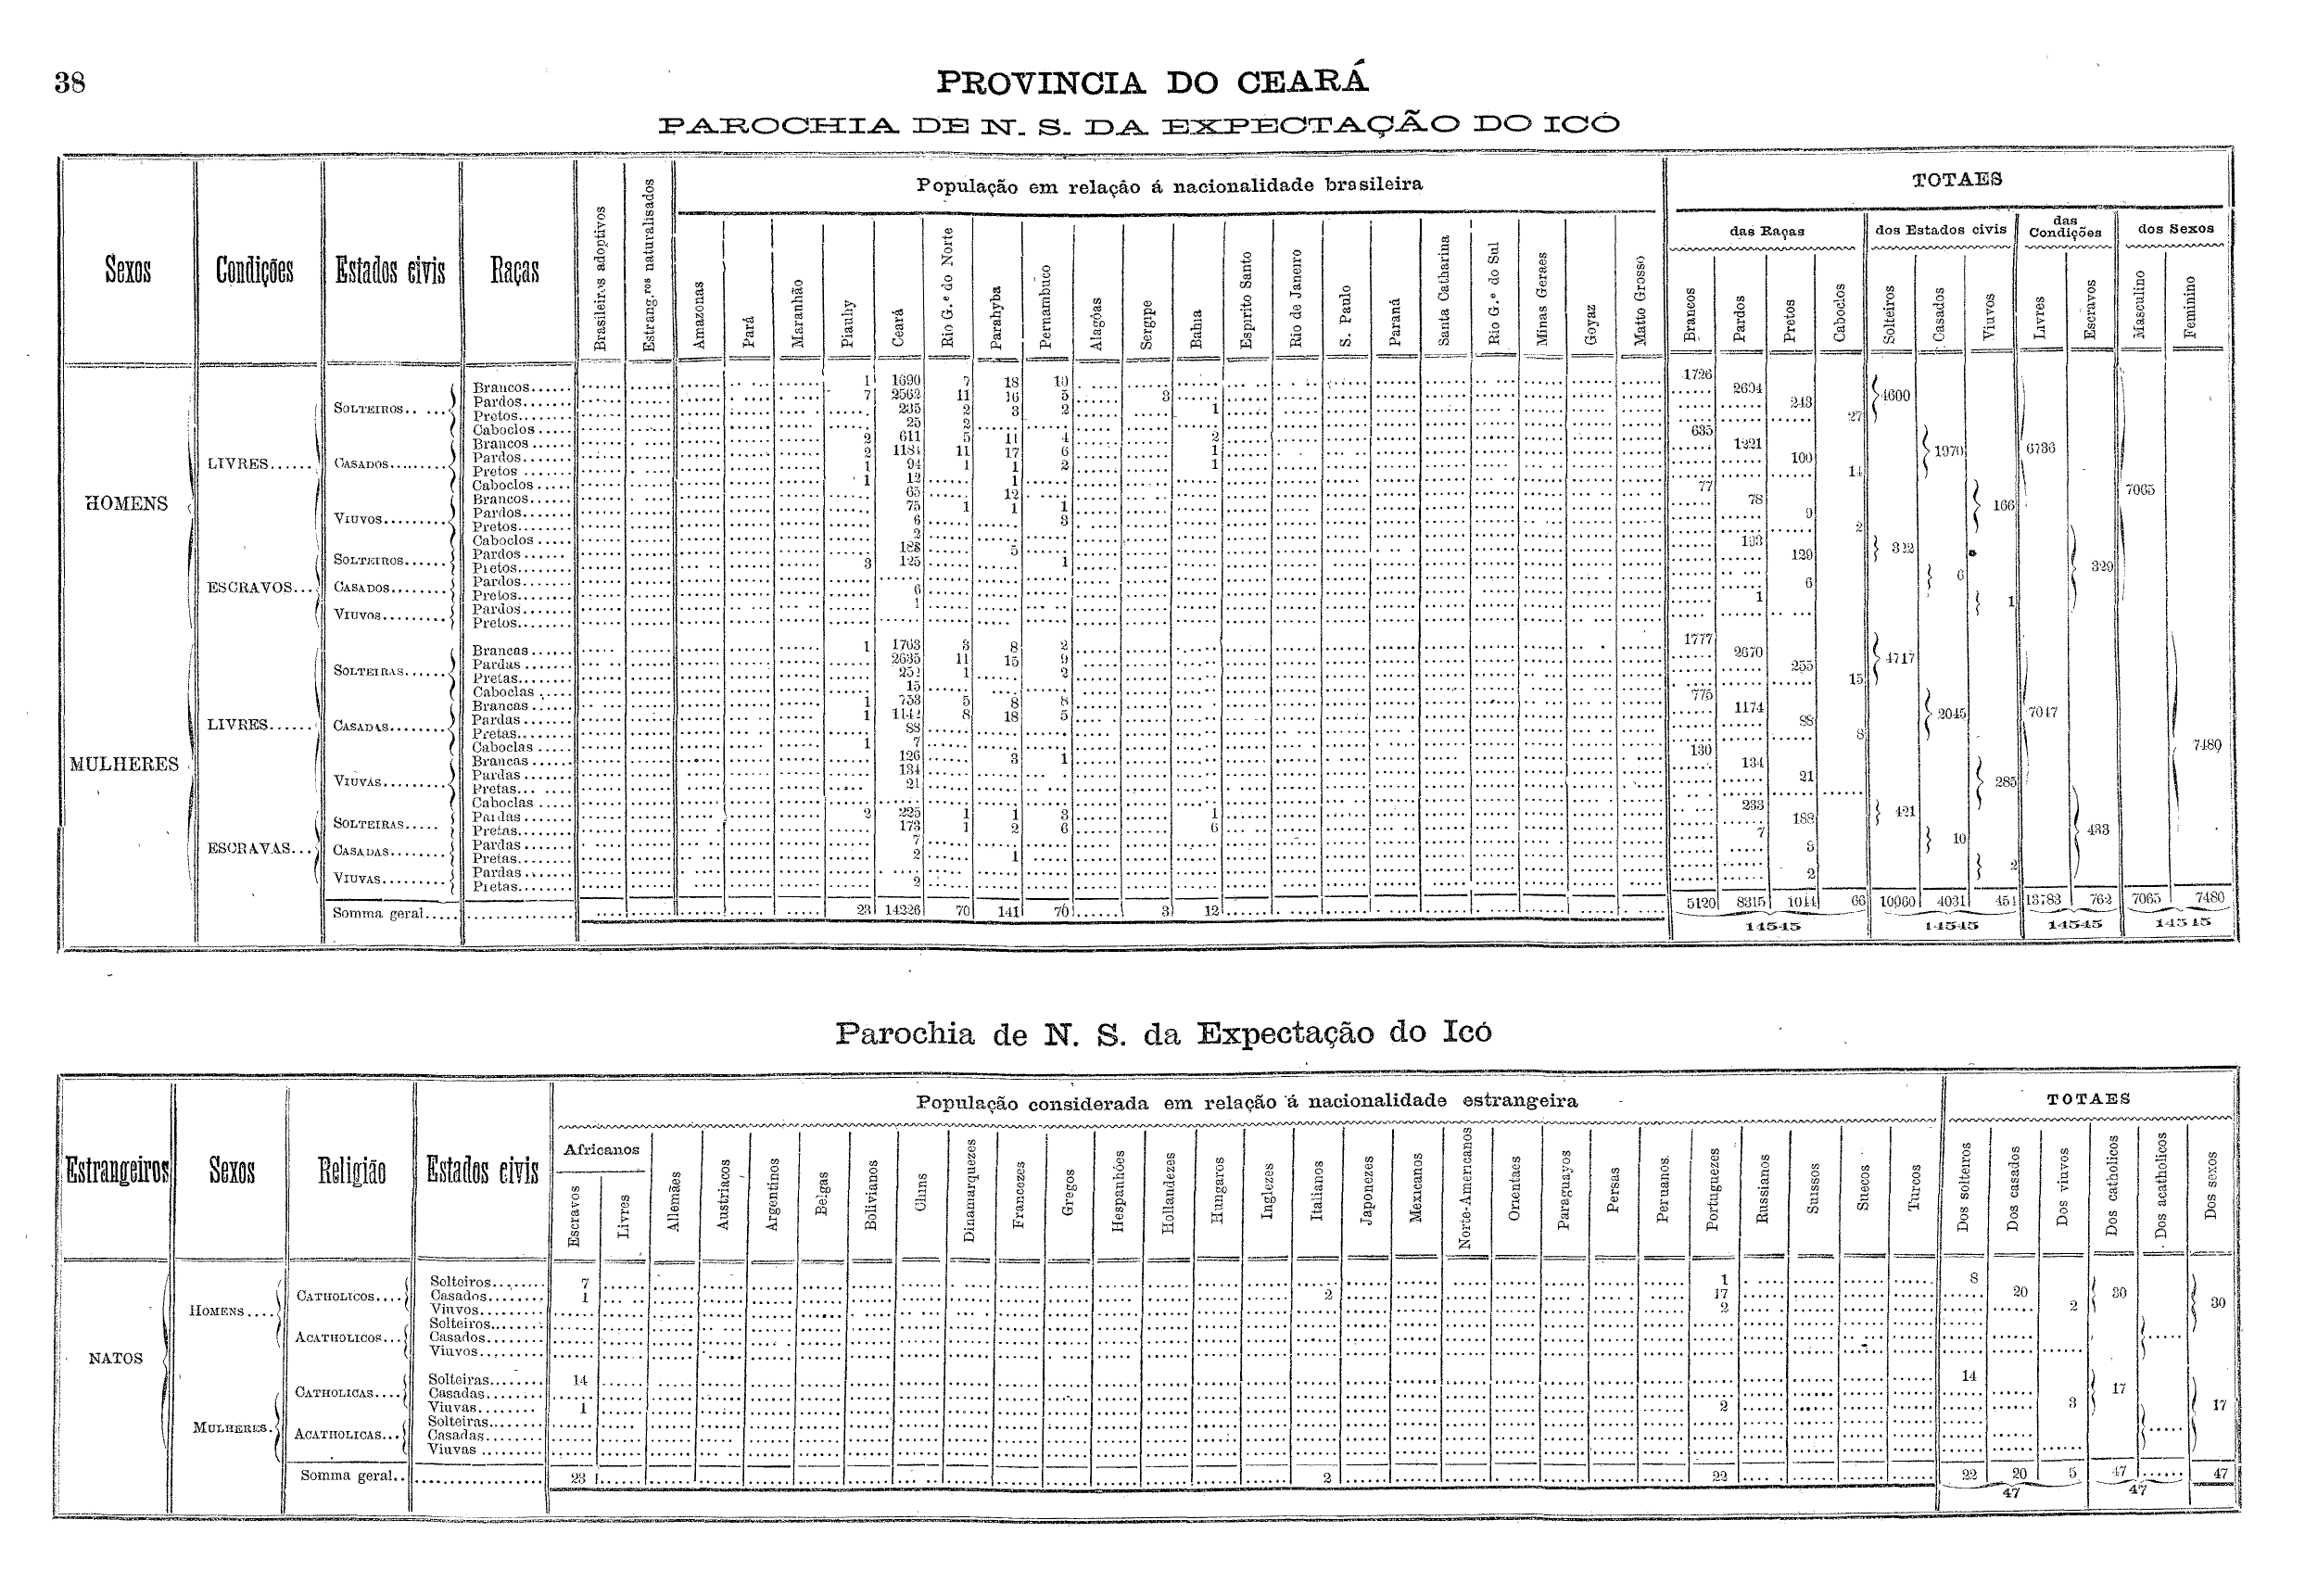 38
PROVINCIA DO CEARÁ
PAROCHIA DE N. S. DA EXPECTAÇÃO DO ICÓ
Sexos Condições Estados civis Raças Brasileiros adoptivos Estrang.ros naturalisados População em relação á nacionalidade brasileira TOTAES
das Raças dos Estados civis das Condições dos Sexos
Amazonas Pará Maranhão Piauhy Ceará Rio G.e do Norte Parahyba Pernambuco Alagôas Sergipe Bahia Espirito Santo Rio de Janeiro S. Paulo Paraná Santa Catharina Rio G.e do Sul Minas Geraes Goyaz Matto Grosso Brancos Pardos Pretos Caboclos Solteiros Casados Viuvos Livres Escravos Masculino Feminino
HOMENS LIVRES 6736 7065
SOLTEIROS 4600
Brancos 1 1690 7 18 10 1726
Pardos 7 2562 11 16 5 3 2604
Pretos 235 2 3 2 1 243
Caboclos 25 2 27
CASADOS 1970
Brancos 2 611 5 11 4 2 635
Pardos 2 1184 11 17 6 1 1221
Pretos 1 94 1 1 2 1 100
Caboclos 1 12 1 14
VIUVOS 166
Brancos 65 12 77
Pardos 75 1 1 1 78
Pretos 6 3 9
Caboclos 2 2
ESCRAVOS 329
SOLTEIROS 322
Pardos 188 5 193
Pretos 3 125 1 129
CASADOS 6
Pardos
Pretos 6 6
VIUVOS 1
Pardos 1 1
Pretos
MULHERES LIVRES 7047 7480
SOLTEIRAS 4717
Brancas 1 1763 3 8 2 1777
Pardas 2635 11 15 9 2670
Pretas 252 1 2 255
Caboclas 15 15
CASADAS 2045
Brancas 1 753 5 8 8 775
Pardas 1 1142 8 18 5 1174
Pretas 88 88
Caboclas 1 7 8
VIUVAS 285
Brancas 126 3 1 130
Pardas 134 134
Pretas 21 21
Caboclas
ESCRAVAS 433
SOLTEIRAS 421
Pardas 2 225 1 1 3 1 233
Pretas 173 1 2 6 6 188
CASADAS 10
Pardas 7 7
Pretas 2 1 3
VIUVAS 2
Pardas
Pretas 2 2
Somma geral 23 14226 70 141 70 3 12 5120 8315 1044 66 10060 4031 454 13783 762 7065 7480
14545 14545 14545 14545
Parochia de N. S. da Expectação do Icó
Estrangeiros Sexos Religião Estados civis População considerada em relação á nacionalidade estrangeira TOTAES
Africanos
Escravos Livres Allemães Austriacos Argentinos Belgas Bolivianos Chins Dinamarquezes Francezes Gregos Hespanhóes Hollandezes Hungaros Inglezes Italianos Japonezes Mexicanos Norte-Americanos Orientaes Paraguayos Persas Peruanos Portuguezes Russianos Suissos Suecos Turcos Dos solteiros Dos casados Dos viuvos Dos catholicos Dos acatholicos Dos sexos
NATOS
HOMENS 30
CATHOLICOS 30
Solteiros 7 1 8
Casados 1 2 17 20
Viuvos 2 2
ACATHOLICOS
Solteiros
Casados
Viuvos
MULHERES 17
CATHOLICAS 17
Solteiras 14 14
Casadas
Viuvas 1 2 3
ACATHOLICAS
Solteiras
Casadas
Viuvas
Somma geral 23 2 22 22 20 5 47 47
47 47